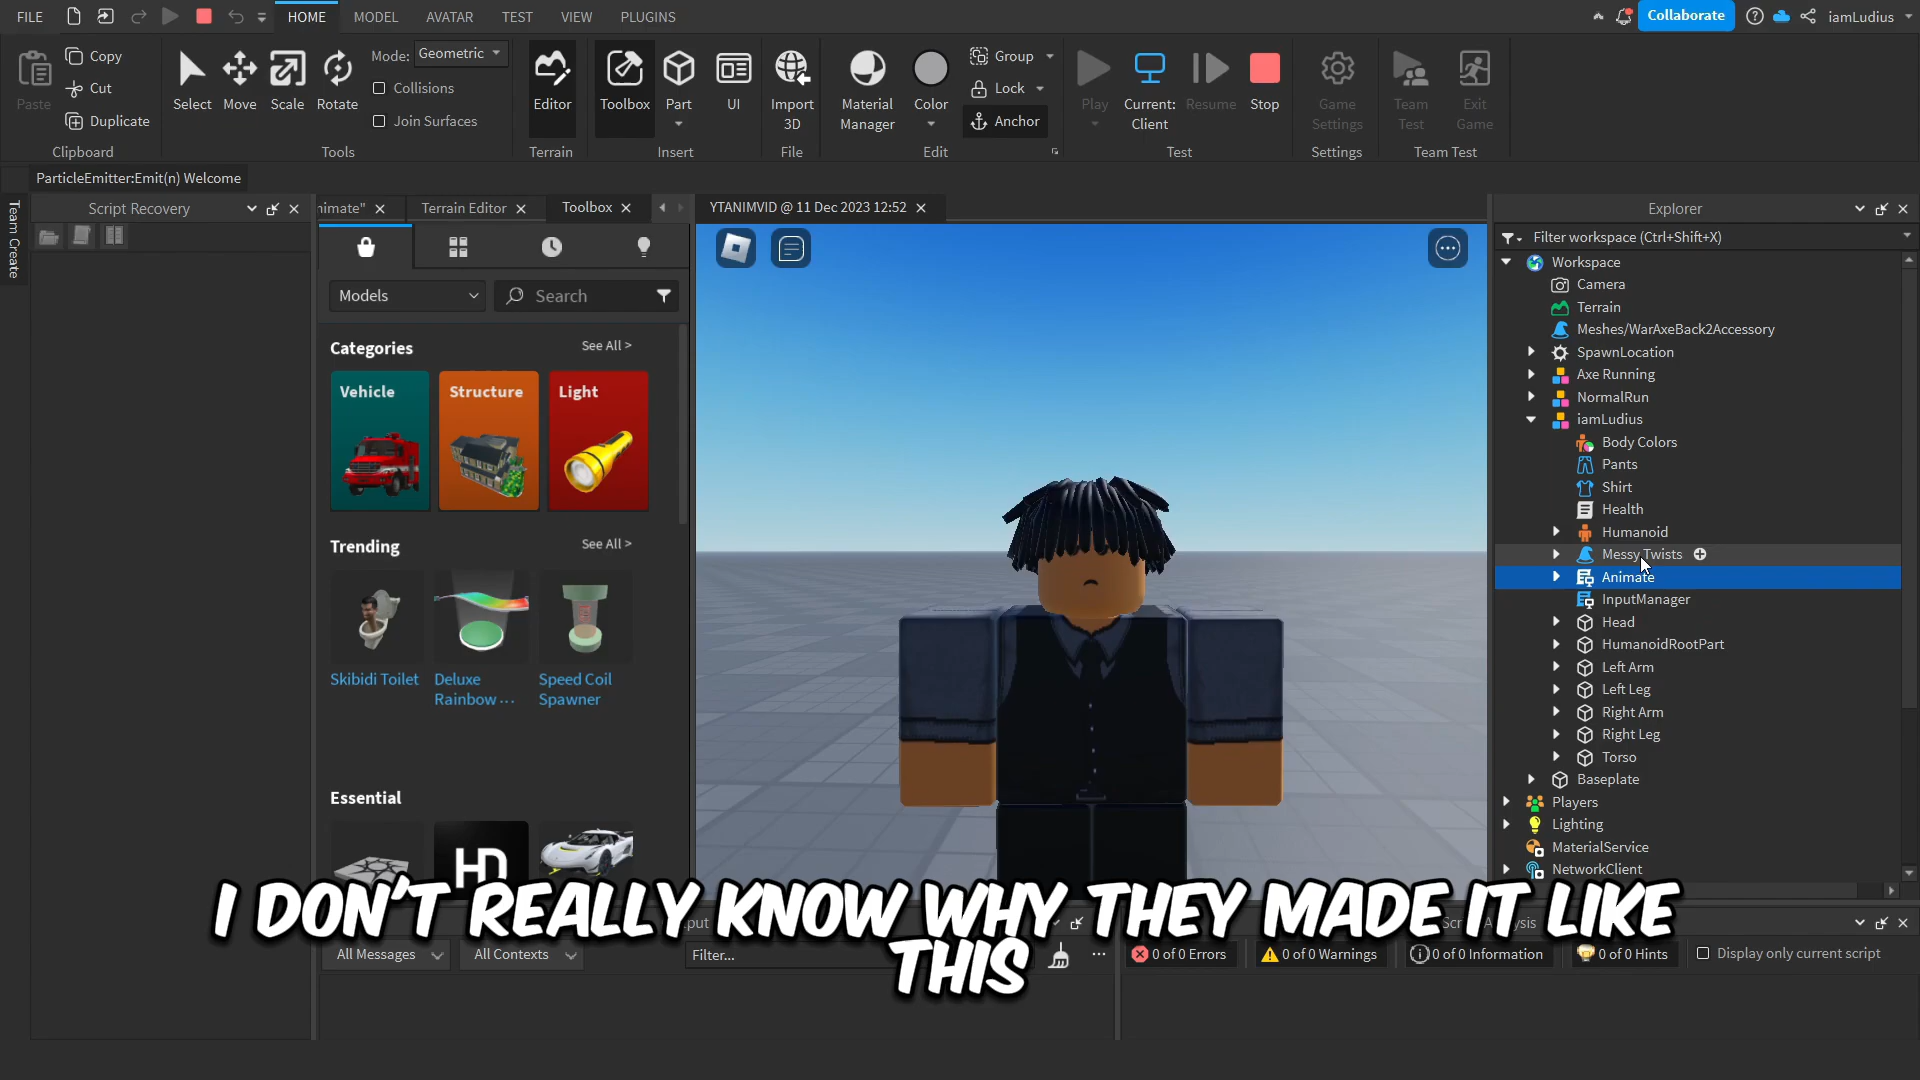 FILE
HOME
MODEL
AVATAR
TEST
VIEW
PLUGINS
Collaborate
iamLudius
Paste
Copy
Cut
Duplicate
Clipboard
Select
Move
Scale
Rotate
Mode:
Geometric
Collisions
Join Surfaces
Tools
Editor
Terrain
Toolbox
Part
UI
Insert
Import
3D
File
Material
Manager
Color
Group
Lock
Anchor
Edit
Play
Current:
Client
Resume
Stop
Test
Game
Settings
Settings
Team
Test
Exit
Game
Team Test
ParticleEmitter:Emit(n) Welcome
Team Create
Script Recovery
nimate"
Terrain Editor
Toolbox
YTANIMVID @ 11 Dec 2023 12:52
Explorer
Models
Search
Categories
See All >
Vehicle
Structure
Light
Trending
See All >
Skibidi Toilet
Deluxe
Rainbow ...
Speed Coil
Spawner
Essential
HD
Filter workspace (Ctrl+Shift+X)
Workspace
Camera
Terrain
Meshes/WarAxeBack2Accessory
SpawnLocation
Axe Running
NormalRun
iamLudius
Body Colors
Pants
Shirt
Health
Humanoid
Messy Twists
Animate
InputManager
Head
HumanoidRootPart
Left Arm
Left Leg
Right Arm
Right Leg
Torso
Baseplate
Players
Lighting
MaterialService
NetworkClient
I DON'T REALLY KNOW WHY THEY MADE IT LIKE
THIS
All Messages
All Contexts
Filter...
0 of 0 Errors
0 of 0 Warnings
0 of 0 Information
0 of 0 Hints
Display only current script